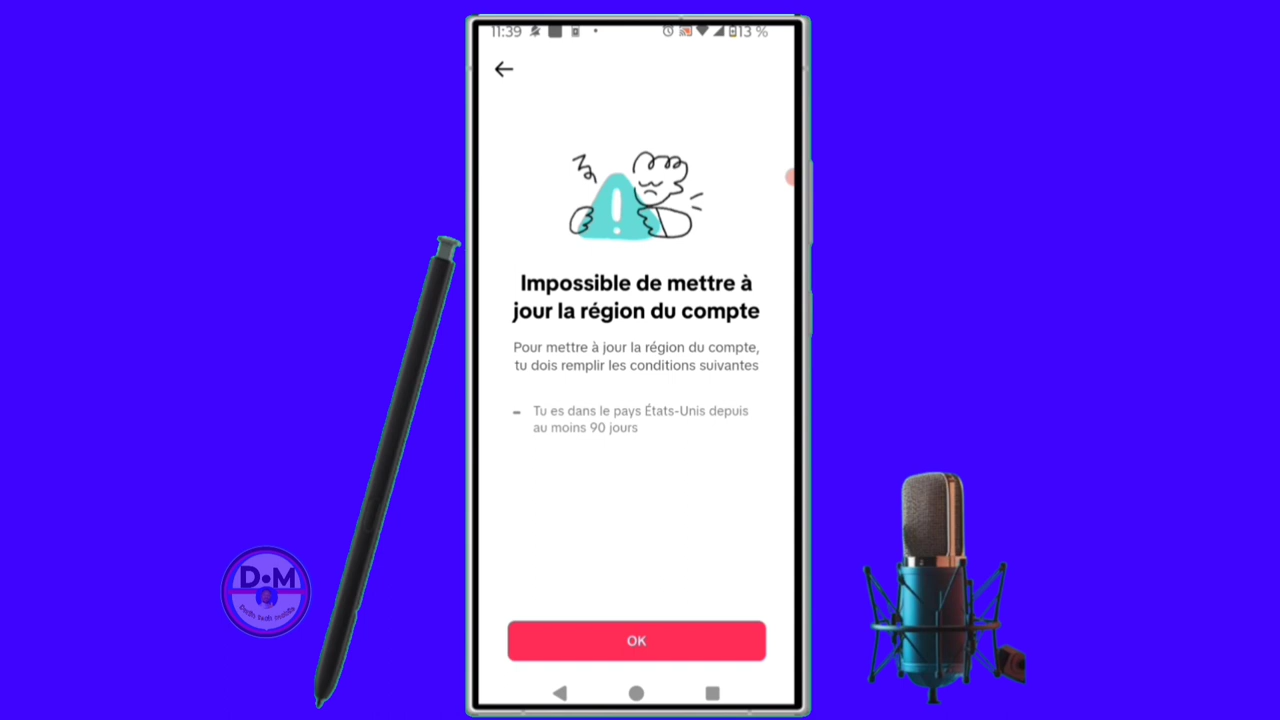 11:39
13 %
Impossible de mettre à
jour la région du compte
Pour mettre à jour la région du compte,
tu dois remplir les conditions suivantes
– Tu es dans le pays États-Unis depuis
au moins 90 jours
OK
D•M